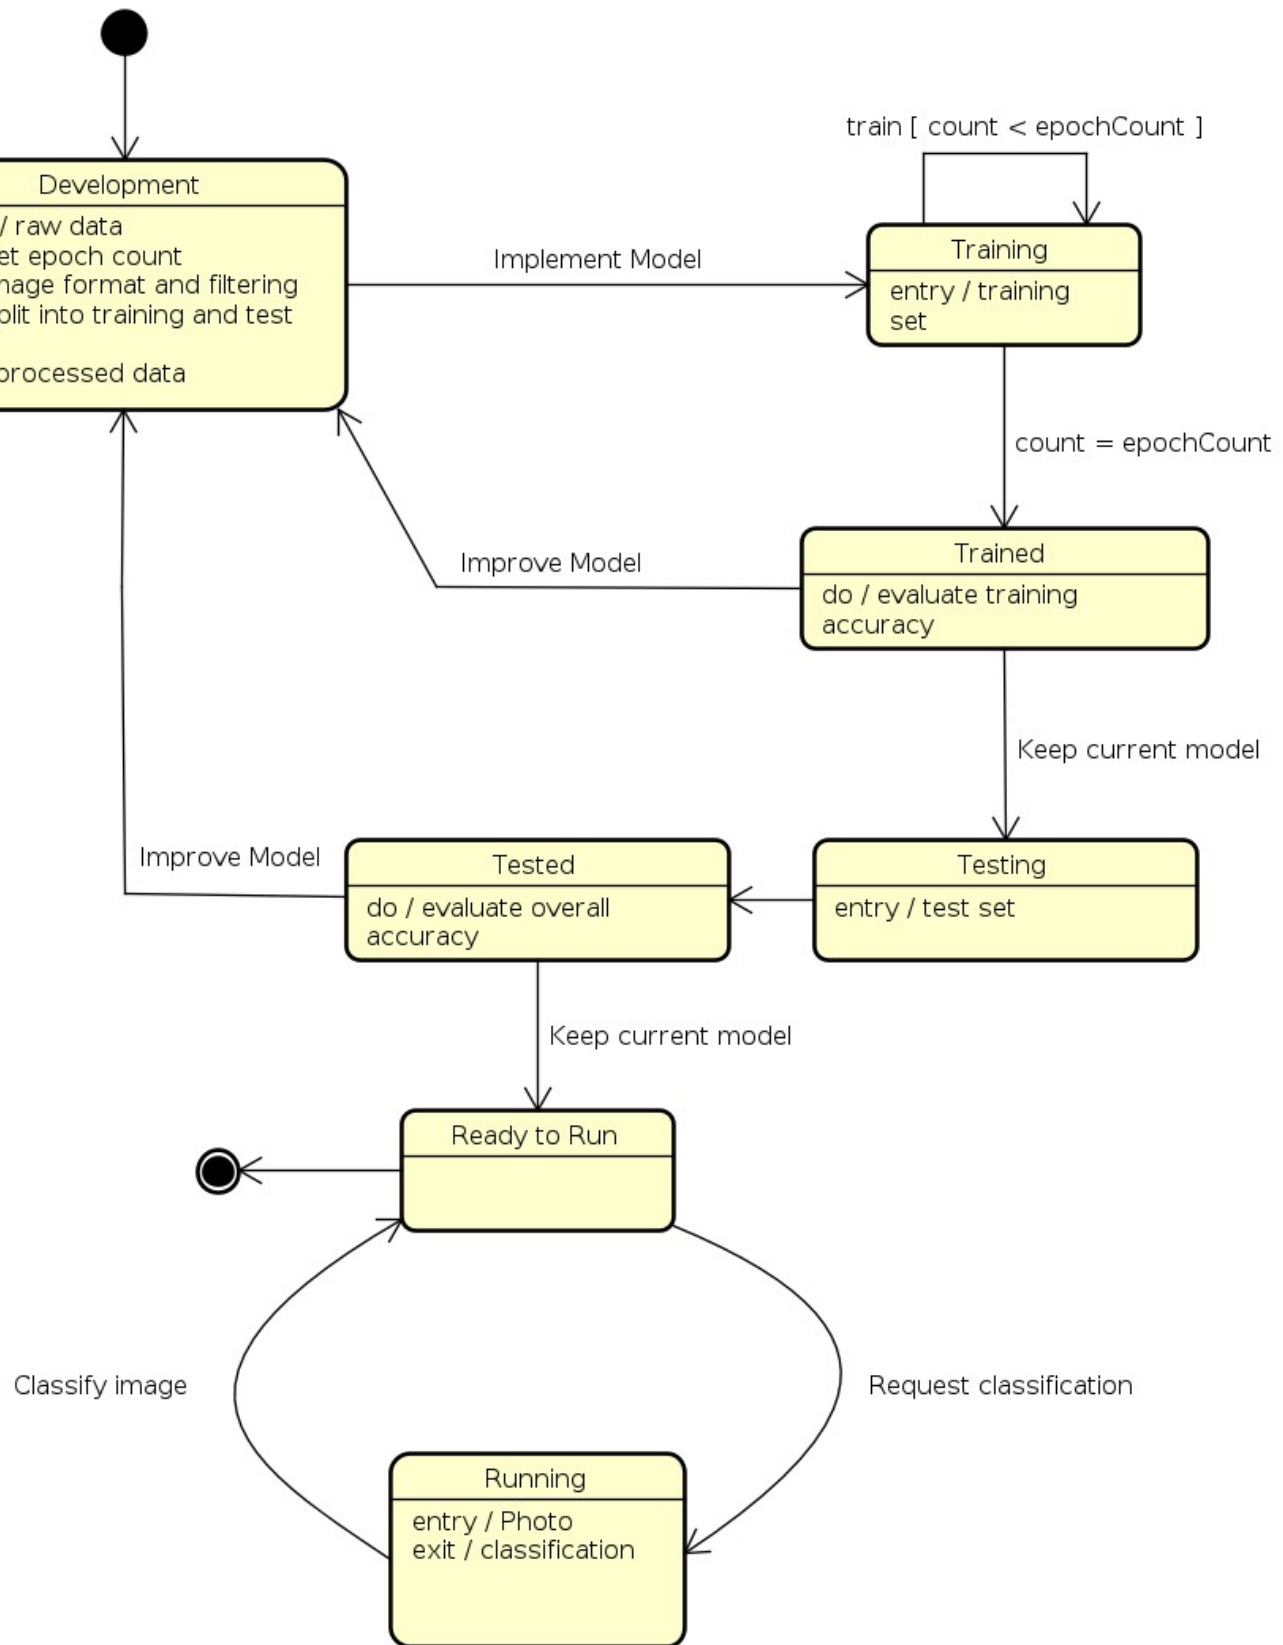 train [ count < epochCount ]
Development
/ raw data
epoch count
format and filtering
into training and test
processed data
Implement Model
Training
entry / training
set
count = epochCount
Improve Model
Trained
do / evaluate training
accuracy
Keep current model
Improve Model
Tested
do / evaluate overall
accuracy
Testing
entry / test set
Keep current model
Ready to Run
Classify image
Request classification
Running
entry / Photo
exit / classification